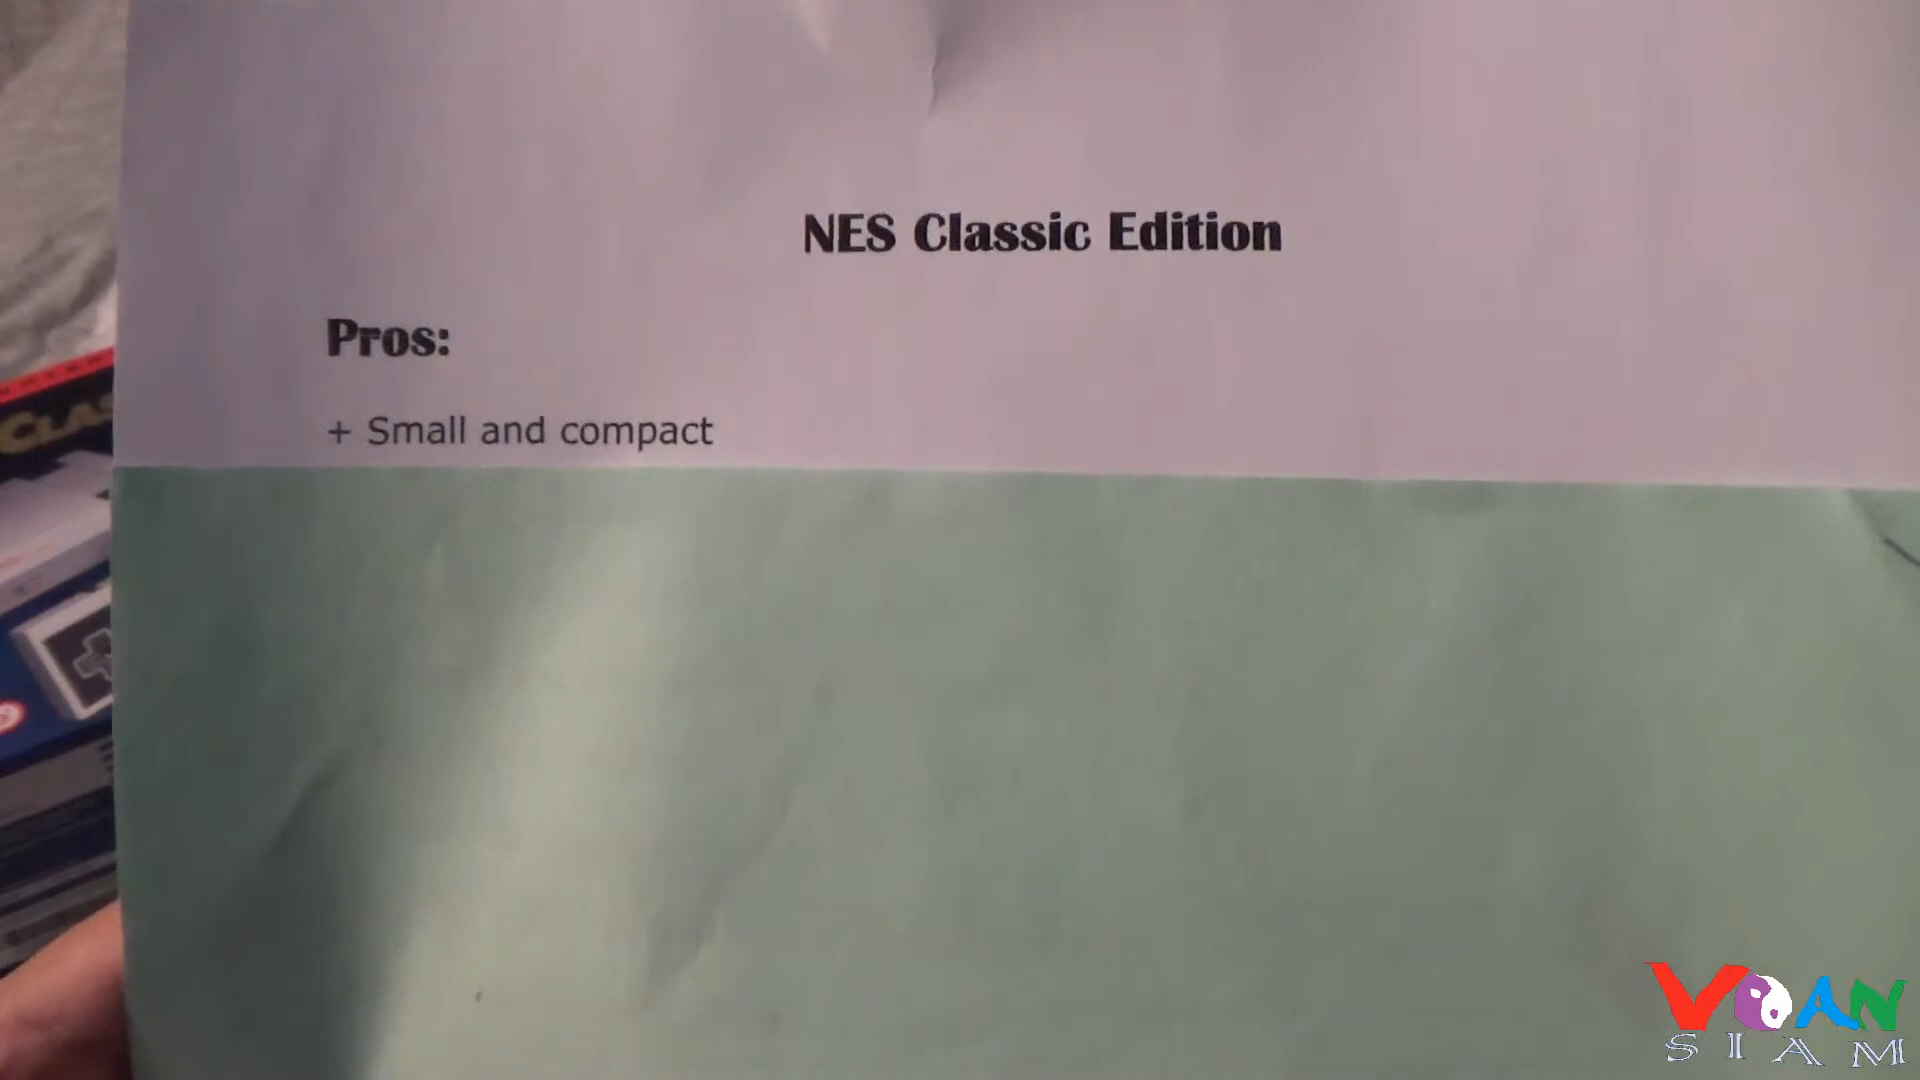 NES Classic Edition
Pros:
+ Small and compact
VOAN
SIAM